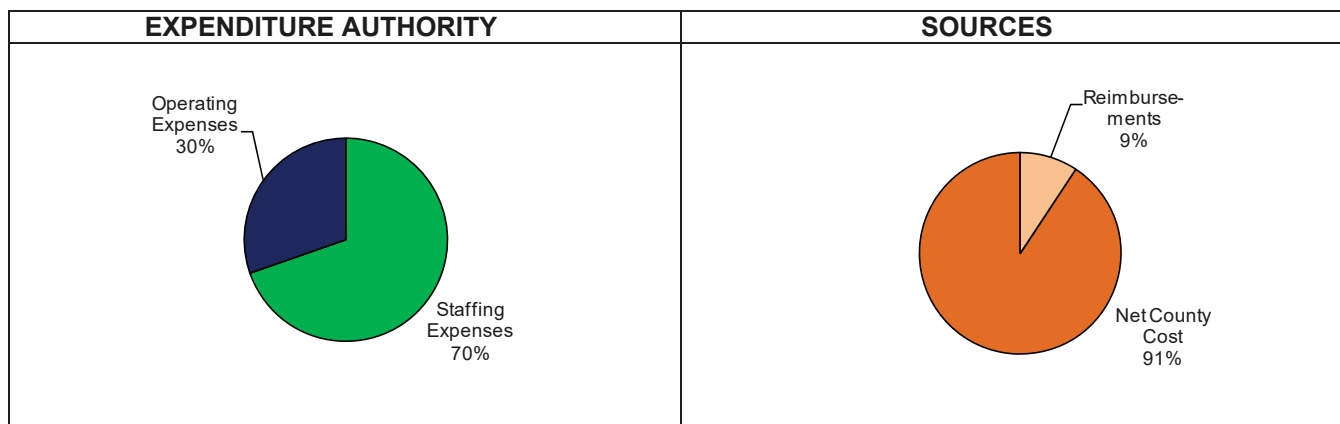 EXPENDITURE AUTHORITY
Operating
Expenses
30%
Staffing
Expenses
70%
SOURCES
Reimburse-
ments
9%
Net County
Cost
91%